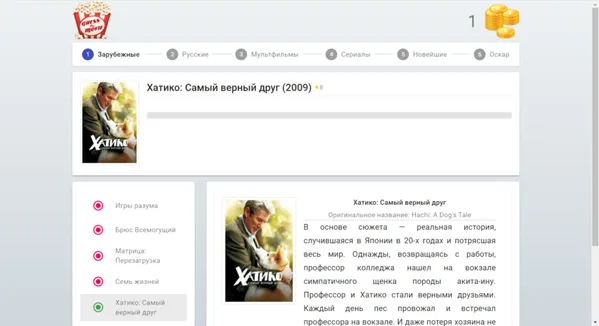 Guess the movie
1
1 Зарубежные 2 Русские 3 Мультфильмы 4 Сериалы 5 Новейшие 6 Оскар
Хатико: Самый верный друг (2009)
ХАТИКО
Игры разума
Брюс Всемогущий
Матрица:
Перезагрузка
Семь жизней
Хатико: Самый
верный друг
ХАТИКО
Хатико: Самый верный друг
Оригинальное название: Hachi: A Dog's Tale
В основе сюжета — реальная история,
случившаяся в Японии в 20-х годах и потрясшая
весь мир. Однажды, возвращаясь с работы,
профессор колледжа нашел на вокзале
симпатичного щенка породы акита-ину.
Профессор и Хатико стали верными друзьями.
Каждый день пес провожал и встречал
профессора на вокзале. И даже потеря хозяина не